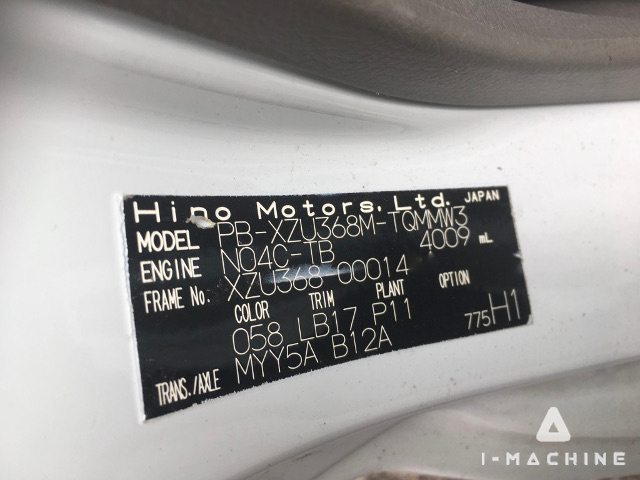 Hino Motors, Ltd. JAPAN
MODEL PB-XZU368M-TQMMW3
ENGINE N04C-TB 4009 mL
FRAME No. XZU368-00014
COLOR TRIM PLANT OPTION
058 LB17 P11 775H1
TRANS./AXLE MYY5A B12A
I-MACHINE